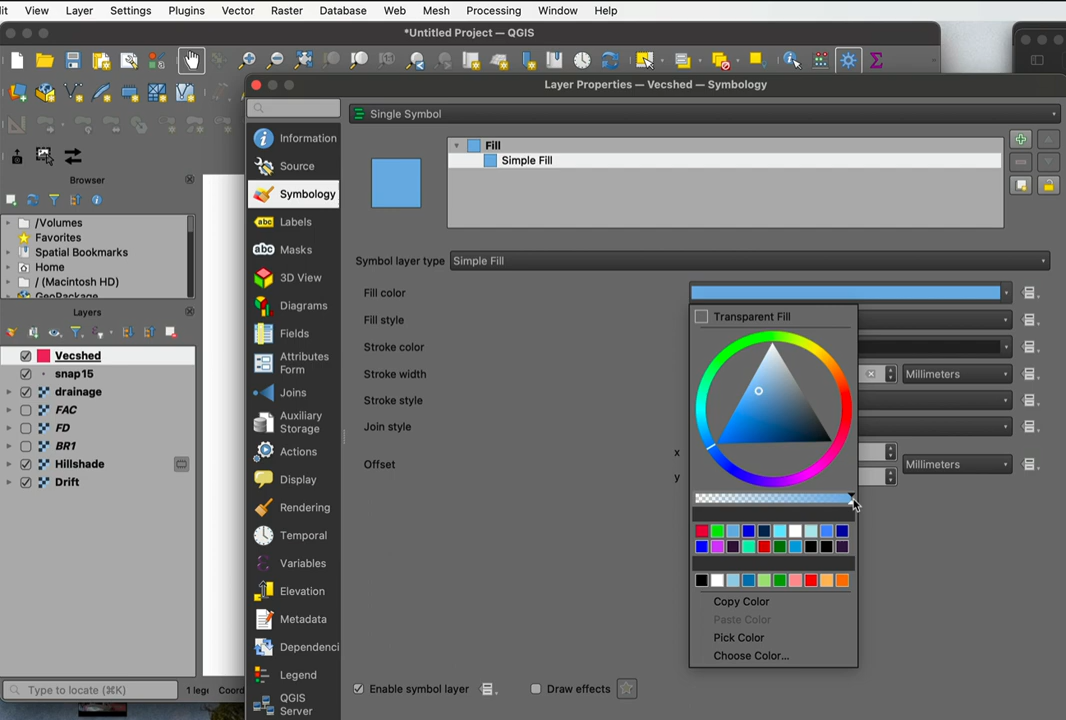 it View Layer Settings Plugins Vector Raster Database Web Mesh Processing Window Help
*Untitled Project — QGIS
Layer Properties — Vecshed — Symbology
Single Symbol
Information
Source
Symbology
abc Labels
abc Masks
3D View
Diagrams
Fields
Attributes
Form
Joins
Auxiliary
Storage
Actions
Display
Rendering
Temporal
Variables
Elevation
Metadata
Dependenci
Legend
QGIS
Server
Fill
Simple Fill
Symbol layer type Simple Fill
Fill color
Fill style
Stroke color
Stroke width
Millimeters
Stroke style
Join style
Offset
x
y
Millimeters
Transparent Fill
Copy Color
Paste Color
Pick Color
Choose Color...
Enable symbol layer
Draw effects
Browser
/Volumes
Favorites
Spatial Bookmarks
Home
/ (Macintosh HD)
GeoPackage
Layers
Vecshed
snap15
drainage
FAC
FD
BR1
Hillshade
Drift
Type to locate (⌘K)
1 lege
Coord